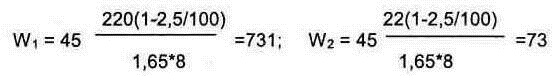 W₁ = 45 220(1-2,5/100) / 1,65*8 =731; W₂ = 45 22(1-2,5/100) / 1,65*8 =73